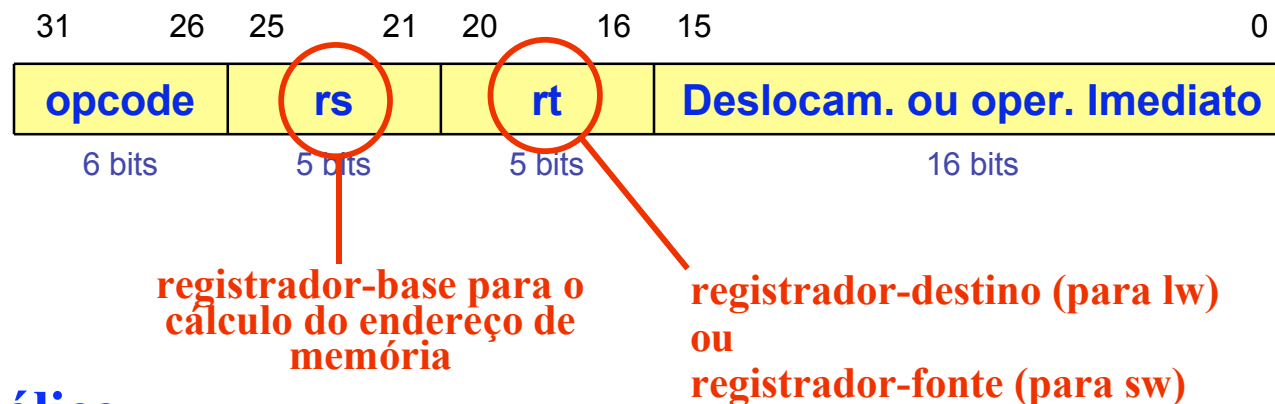 31 26 25 21 20 16 15 0
opcode rs rt Deslocam. ou oper. Imediato
6 bits 5 bits 5 bits 16 bits
registrador-base para o
cálculo do endereço de
memória
registrador-destino (para lw)
ou
registrador-fonte (para sw)